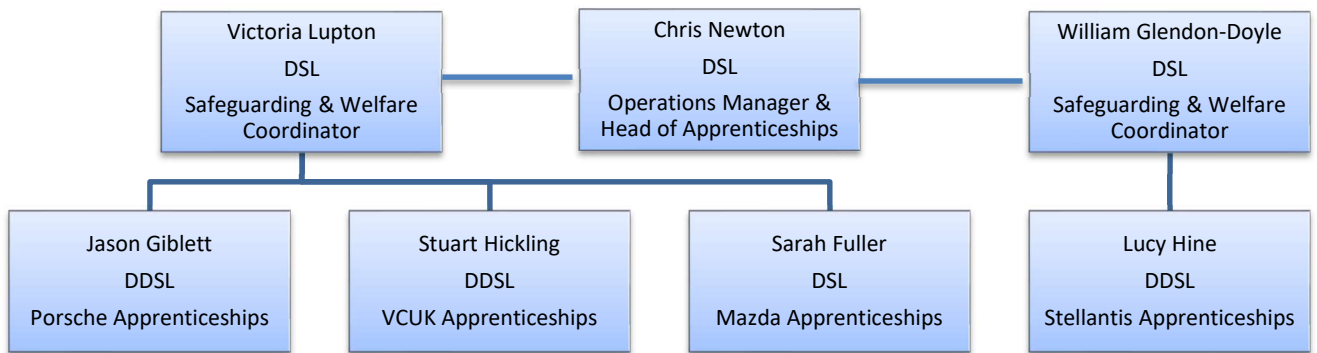 Victoria Lupton
DSL
Safeguarding & Welfare
Coordinator
Chris Newton
DSL
Operations Manager &
Head of Apprenticeships
William Glendon-Doyle
DSL
Safeguarding & Welfare
Coordinator
Jason Giblett
DDSL
Porsche Apprenticeships
Stuart Hickling
DDSL
VCUK Apprenticeships
Sarah Fuller
DSL
Mazda Apprenticeships
Lucy Hine
DDSL
Stellantis Apprenticeships